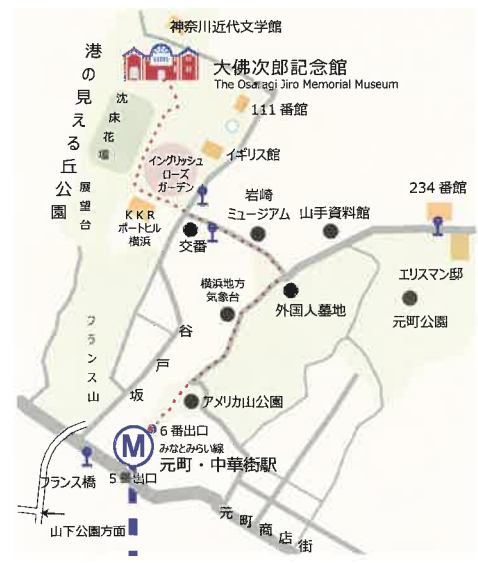 神奈川近代文学館
大佛次郎記念館
The Osaragi Jiro Memorial Museum
港の見える丘公園
沈床花壇
111番館
イングリッシュ
ローズ
ガーデン
イギリス館
展望台
KKR
ポートヒル
横浜
岩崎
ミュージアム
山手資料館
234番館
交番
エリスマン邸
横浜地方
気象台
外国人墓地
元町公園
フランス山
谷戸坂
アメリカ山公園
6番出口
M
みなとみらい線
元町・中華街駅
5番出口
フランス橋
山下公園方面
元町商店街